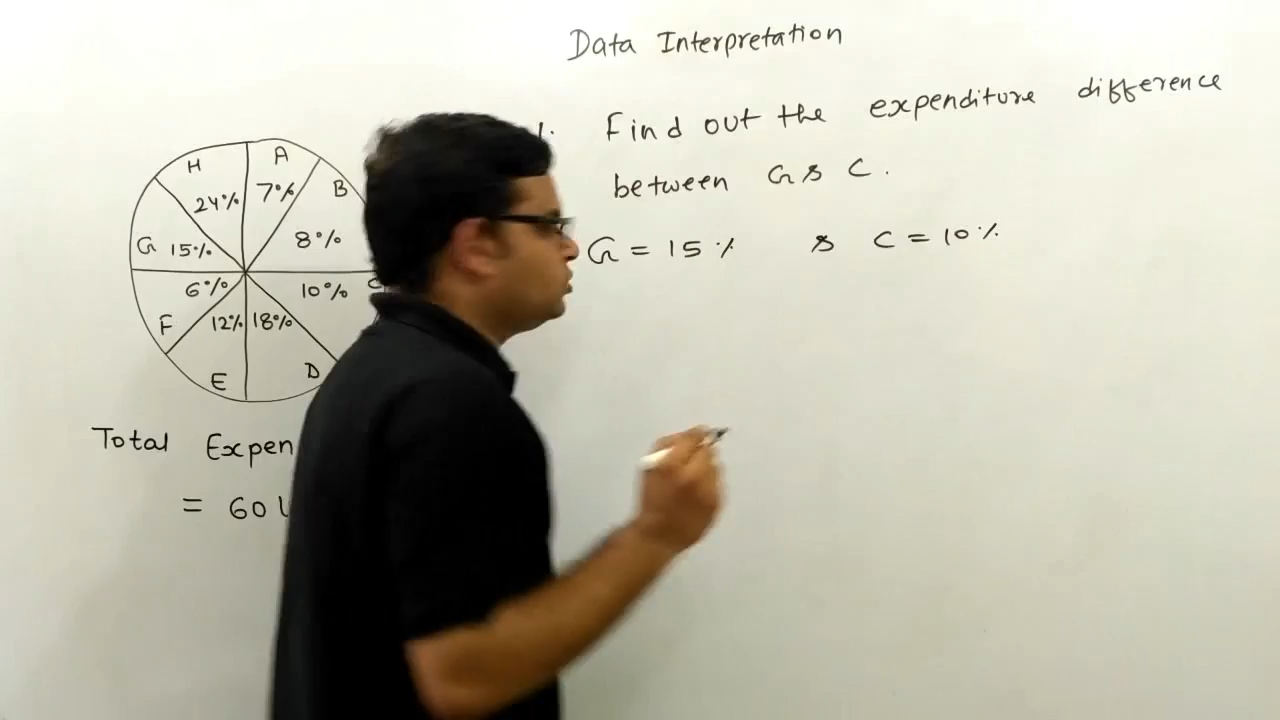 Data Interpretation
1. Find out the expenditure difference
between G & C.
G = 15% & C = 10%
H
A
24%
7%
B
G 15%
8%
6%
10% C
F
12% 18%
E
D
Total
= 60